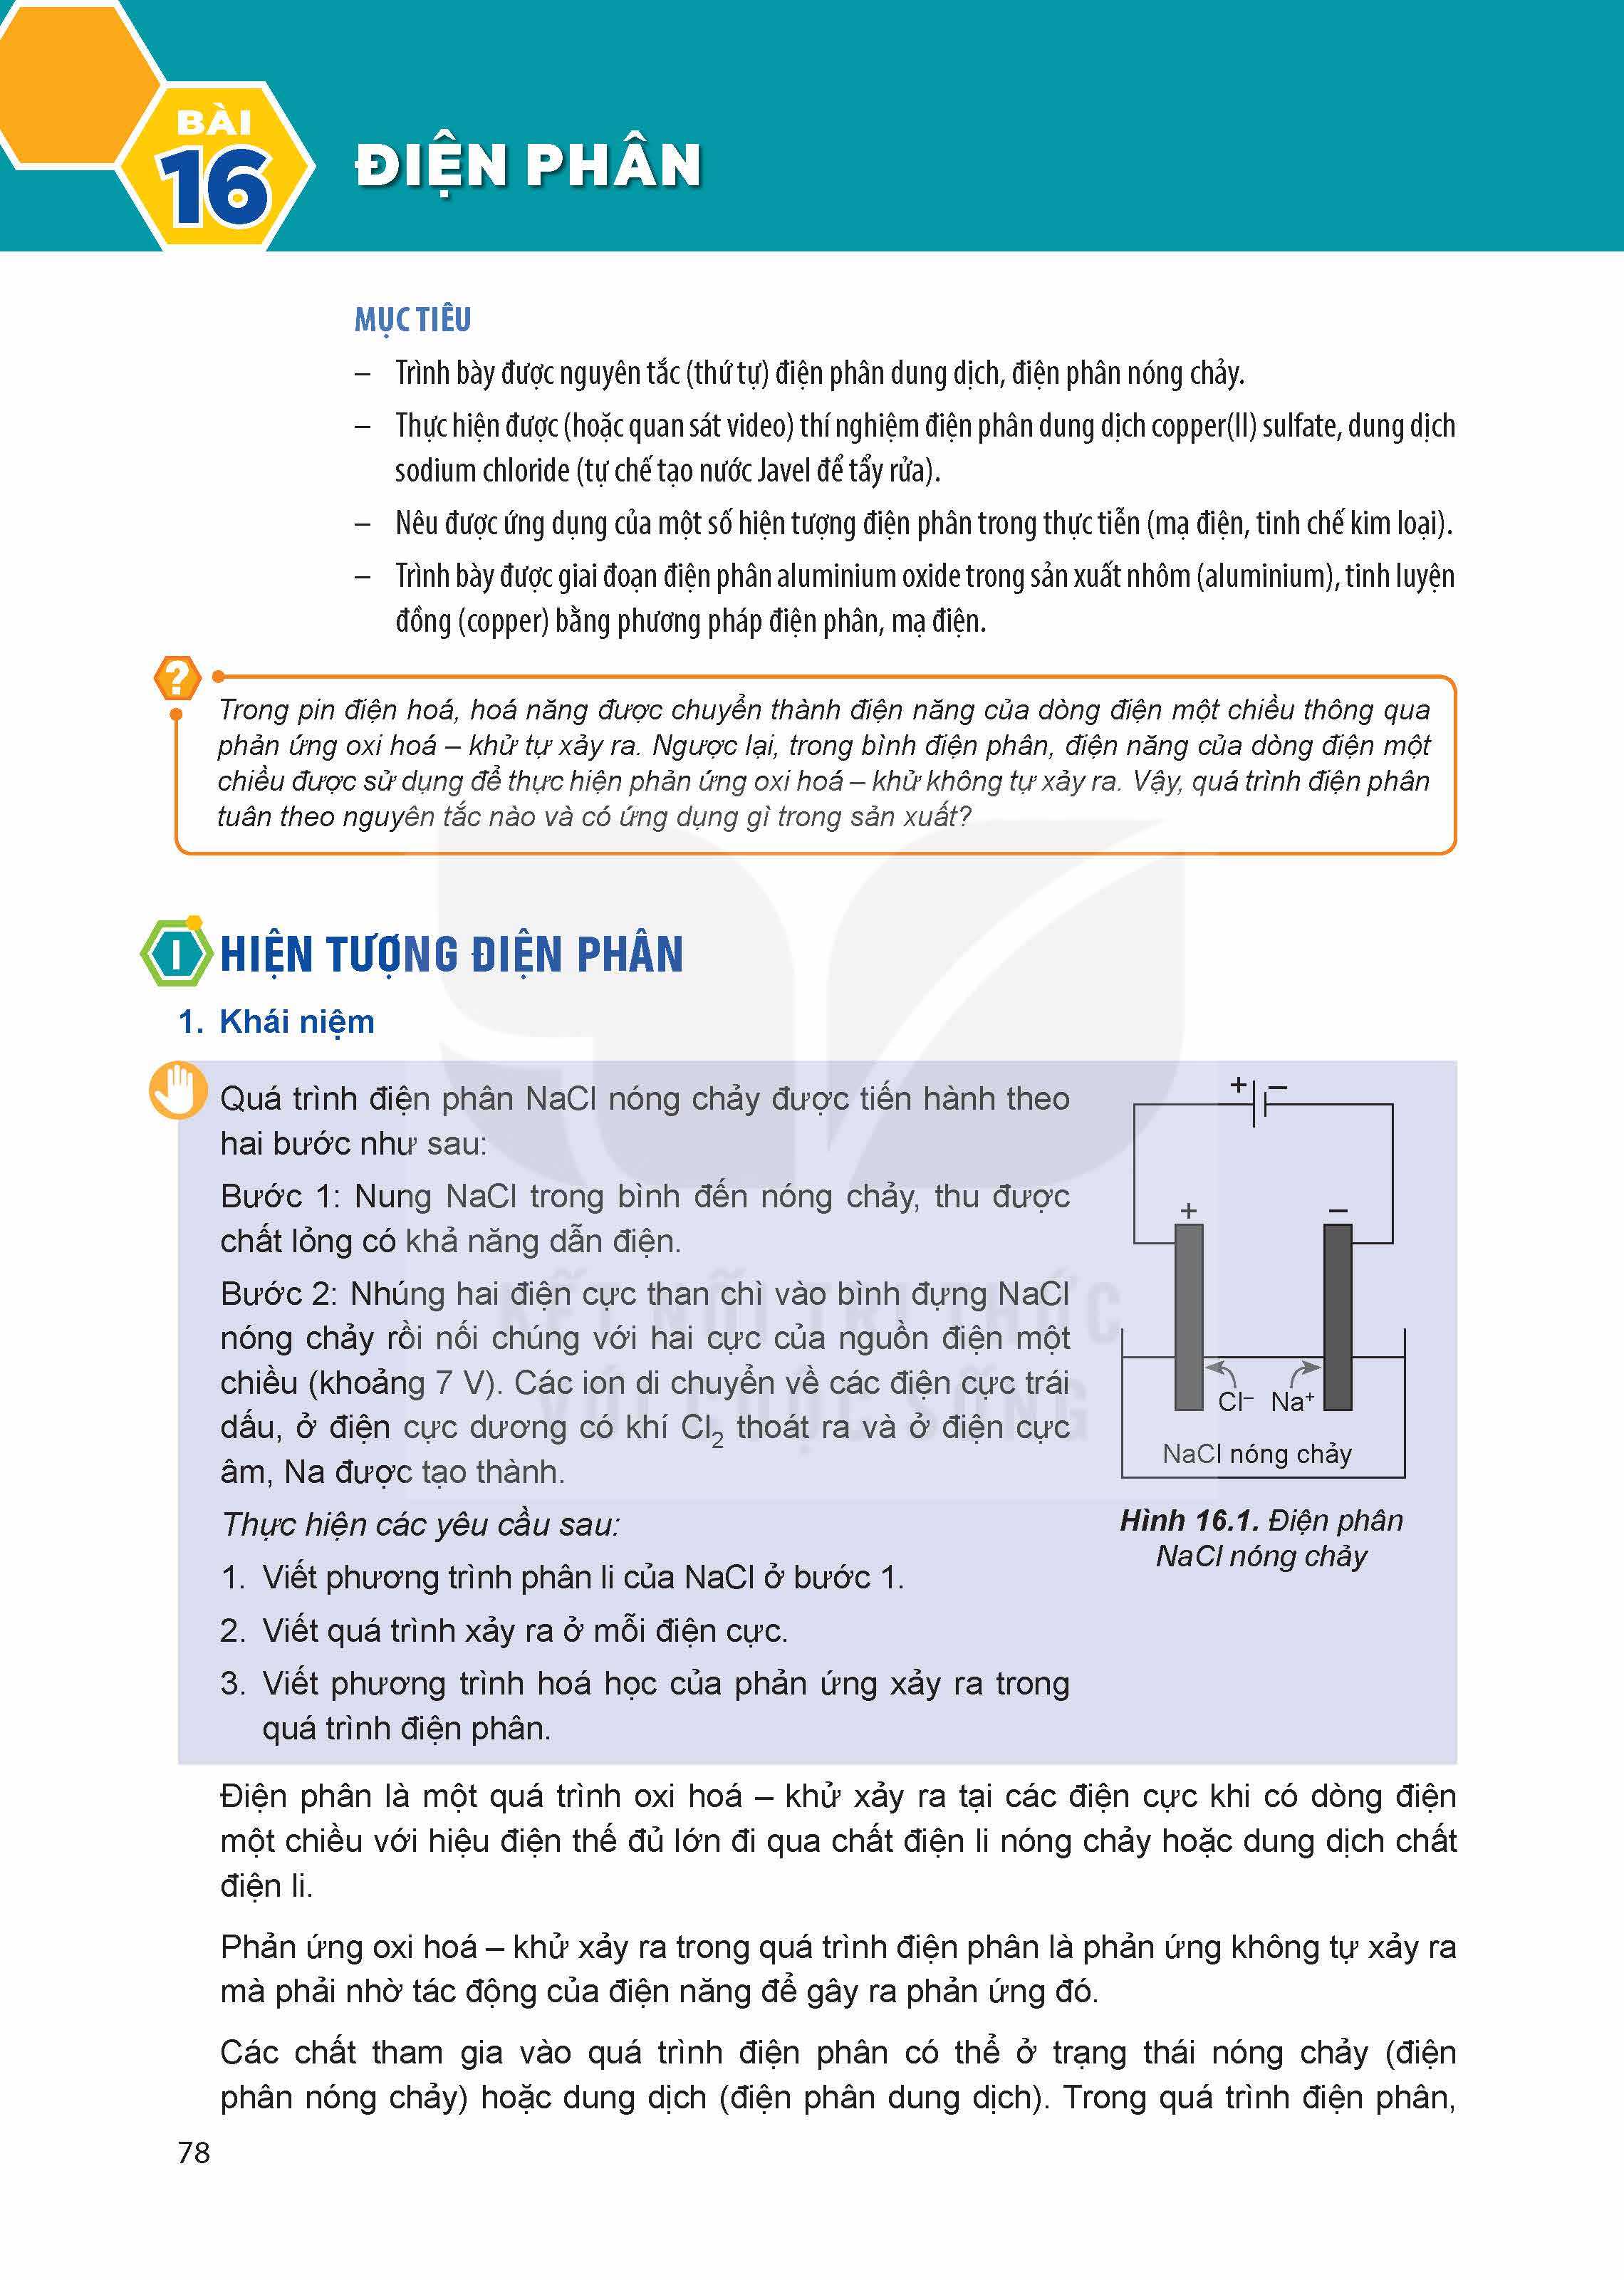 BÀI
16
ĐIỆN PHÂN
MỤC TIÊU
– Trình bày được nguyên tắc (thứ tự) điện phân dung dịch, điện phân nóng chảy.
– Thực hiện được (hoặc quan sát video) thí nghiệm điện phân dung dịch copper(II) sulfate, dung dịch
sodium chloride (tự chế tạo nước Javel để tẩy rửa).
– Nêu được ứng dụng của một số hiện tượng điện phân trong thực tiễn (mạ điện, tinh chế kim loại).
– Trình bày được giai đoạn điện phân aluminium oxide trong sản xuất nhôm (aluminium), tinh luyện
đồng (copper) bằng phương pháp điện phân, mạ điện.
?
Trong pin điện hoá, hoá năng được chuyển thành điện năng của dòng điện một chiều thông qua
phản ứng oxi hoá – khử tự xảy ra. Ngược lại, trong bình điện phân, điện năng của dòng điện một
chiều được sử dụng để thực hiện phản ứng oxi hoá – khử không tự xảy ra. Vậy, quá trình điện phân
tuân theo nguyên tắc nào và có ứng dụng gì trong sản xuất?
I HIỆN TƯỢNG ĐIỆN PHÂN
1. Khái niệm
Quá trình điện phân NaCl nóng chảy được tiến hành theo
hai bước như sau:
Bước 1: Nung NaCl trong bình đến nóng chảy, thu được
chất lỏng có khả năng dẫn điện.
Bước 2: Nhúng hai điện cực than chì vào bình đựng NaCl
nóng chảy rồi nối chúng với hai cực của nguồn điện một
chiều (khoảng 7 V). Các ion di chuyển về các điện cực trái
dấu, ở điện cực dương có khí Cl₂ thoát ra và ở điện cực
âm, Na được tạo thành.
Thực hiện các yêu cầu sau:
1. Viết phương trình phân li của NaCl ở bước 1.
2. Viết quá trình xảy ra ở mỗi điện cực.
3. Viết phương trình hoá học của phản ứng xảy ra trong
quá trình điện phân.
+ –
+ –
Cl⁻ Na⁺
NaCl nóng chảy
Hình 16.1. Điện phân
NaCl nóng chảy
KẾT NỐI TRI THỨC
VỚI CUỘC SỐNG
Điện phân là một quá trình oxi hoá – khử xảy ra tại các điện cực khi có dòng điện
một chiều với hiệu điện thế đủ lớn đi qua chất điện li nóng chảy hoặc dung dịch chất
điện li.
Phản ứng oxi hoá – khử xảy ra trong quá trình điện phân là phản ứng không tự xảy ra
mà phải nhờ tác động của điện năng để gây ra phản ứng đó.
Các chất tham gia vào quá trình điện phân có thể ở trạng thái nóng chảy (điện
phân nóng chảy) hoặc dung dịch (điện phân dung dịch). Trong quá trình điện phân,
78